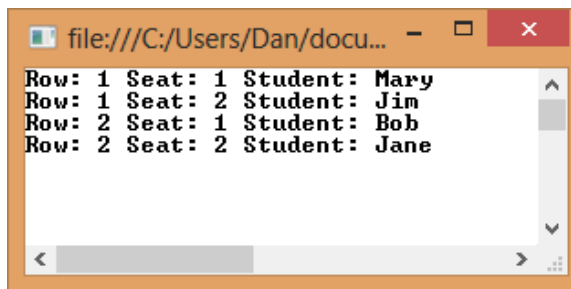 file:///C:/Users/Dan/docu...
Row: 1 Seat: 1 Student: Mary
Row: 1 Seat: 2 Student: Jim
Row: 2 Seat: 1 Student: Bob
Row: 2 Seat: 2 Student: Jane